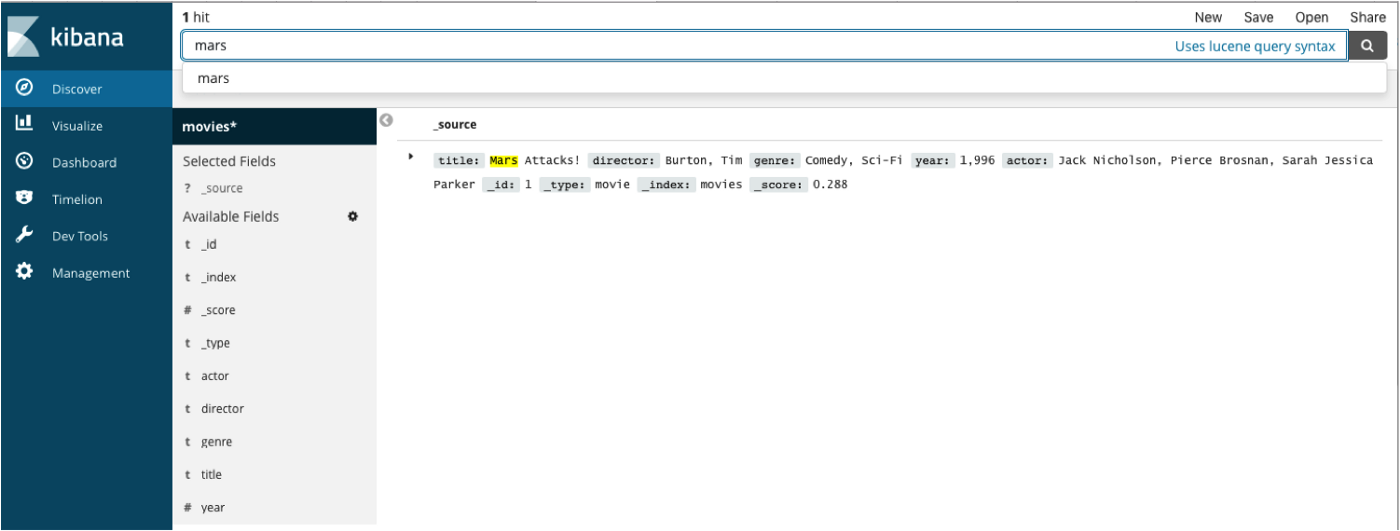 kibana
Discover
Visualize
Dashboard
Timelion
Dev Tools
Management
1 hit
New Save Open Share
mars
Uses lucene query syntax
mars
movies*
Selected Fields
? _source
Available Fields
t _id
t _index
# _score
t _type
t actor
t director
t genre
t title
# year
_source
title: Mars Attacks! director: Burton, Tim genre: Comedy, Sci-Fi year: 1,996 actor: Jack Nicholson, Pierce Brosnan, Sarah Jessica
Parker _id: 1 _type: movie _index: movies _score: 0.288